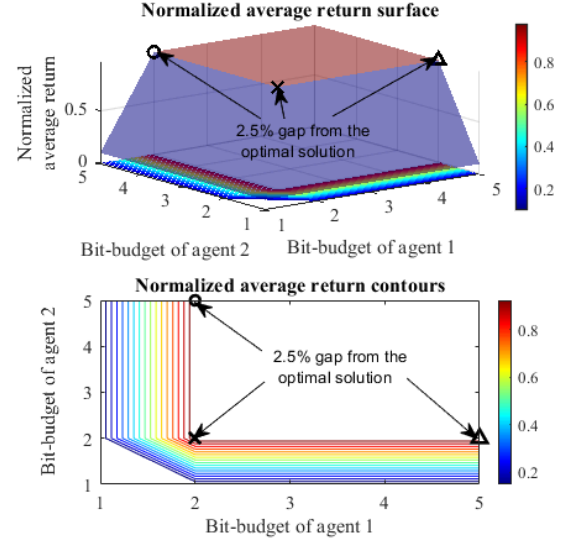 Normalized average return surface
Normalized
average return
0.5
0
5
4
3
2
1
1
2
3
4
5
2.5% gap from the
optimal solution
Bit-budget of agent 2
Bit-budget of agent 1
0.8
0.6
0.4
0.2
Normalized average return contours
Bit-budget of agent 2
5
4
3
2
1
2.5% gap from the
optimal solution
1
2
3
4
5
Bit-budget of agent 1
0.8
0.6
0.4
0.2